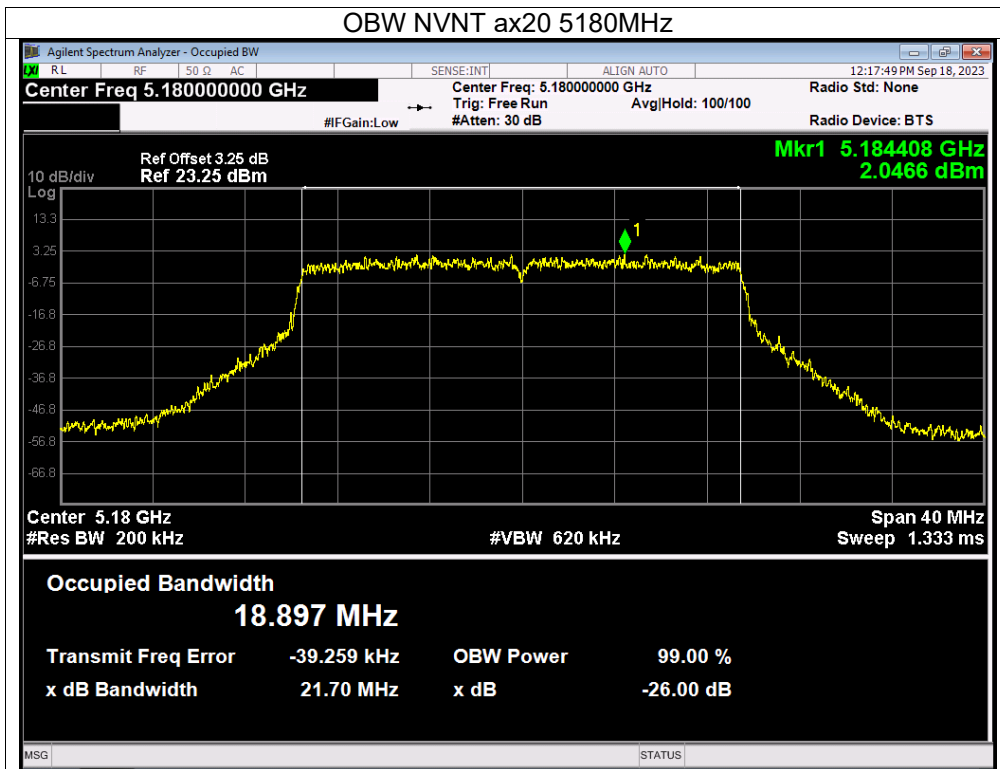 OBW NVNT ax20 5180MHz
Agilent Spectrum Analyzer - Occupied BW
LXI RL RF 50 Ω AC SENSE:INT ALIGN AUTO 12:17:49 PM Sep 18, 2023
Center Freq 5.180000000 GHz Center Freq: 5.180000000 GHz Radio Std: None
Trig: Free Run Avg|Hold: 100/100
#IFGain:Low #Atten: 30 dB Radio Device: BTS
Mkr1 5.184408 GHz
2.0466 dBm
Ref Offset 3.25 dB
10 dB/div Ref 23.25 dBm
Log
13.3
1
3.25
-6.75
-16.8
-26.8
-36.8
-46.8
-56.8
-66.8
Center 5.18 GHz Span 40 MHz
#Res BW 200 kHz #VBW 620 kHz Sweep 1.333 ms
Occupied Bandwidth
18.897 MHz
Transmit Freq Error -39.259 kHz OBW Power 99.00 %
x dB Bandwidth 21.70 MHz x dB -26.00 dB
MSG STATUS